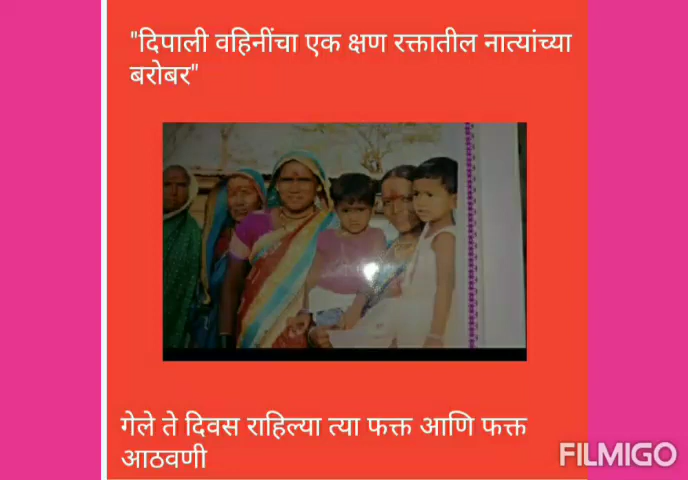 "दिपाली वहिनींचा एक क्षण रक्तातील नात्यांच्या
बरोबर"
गेले ते दिवस राहिल्या त्या फक्त आणि फक्त
आठवणी
FILMIGO